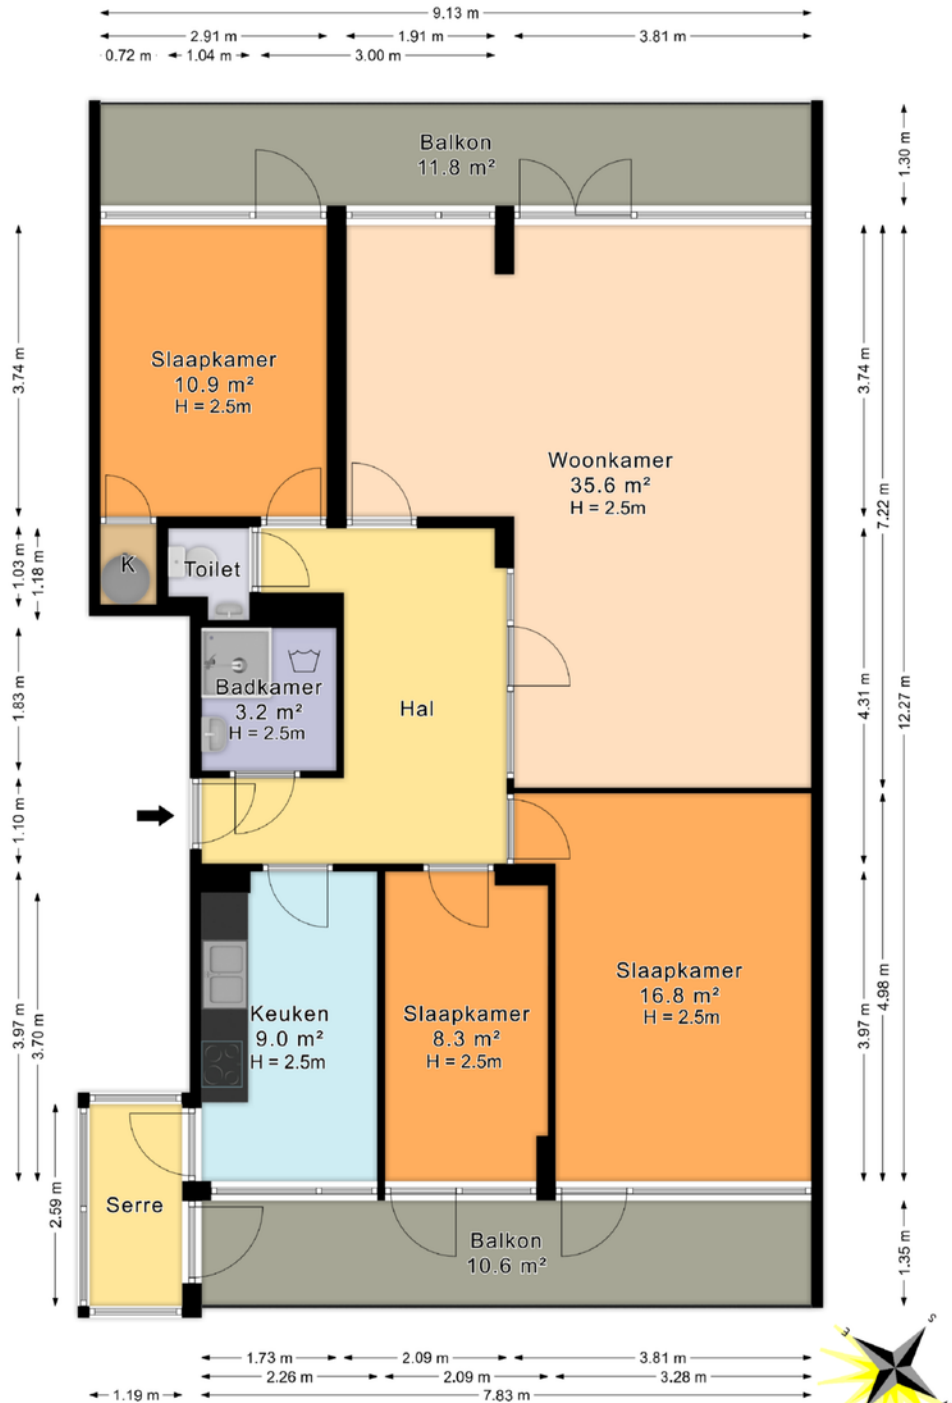 9.13 m
2.91 m
1.91 m
3.81 m
0.72 m
1.04 m
3.00 m
Balkon
11.8 m²
1.30 m
Slaapkamer
10.9 m²
H = 2.5m
3.74 m
3.74 m
Woonkamer
35.6 m²
H = 2.5m
7.22 m
K
Toilet
1.03 m
1.18 m
Badkamer
3.2 m²
H = 2.5m
Hal
1.83 m
4.31 m
12.27 m
1.10 m
Keuken
9.0 m²
H = 2.5m
Slaapkamer
8.3 m²
H = 2.5m
Slaapkamer
16.8 m²
H = 2.5m
3.97 m
3.70 m
3.97 m
4.98 m
Serre
2.59 m
Balkon
10.6 m²
1.35 m
S
E
1.73 m
2.09 m
3.81 m
2.26 m
2.09 m
3.28 m
1.19 m
7.83 m